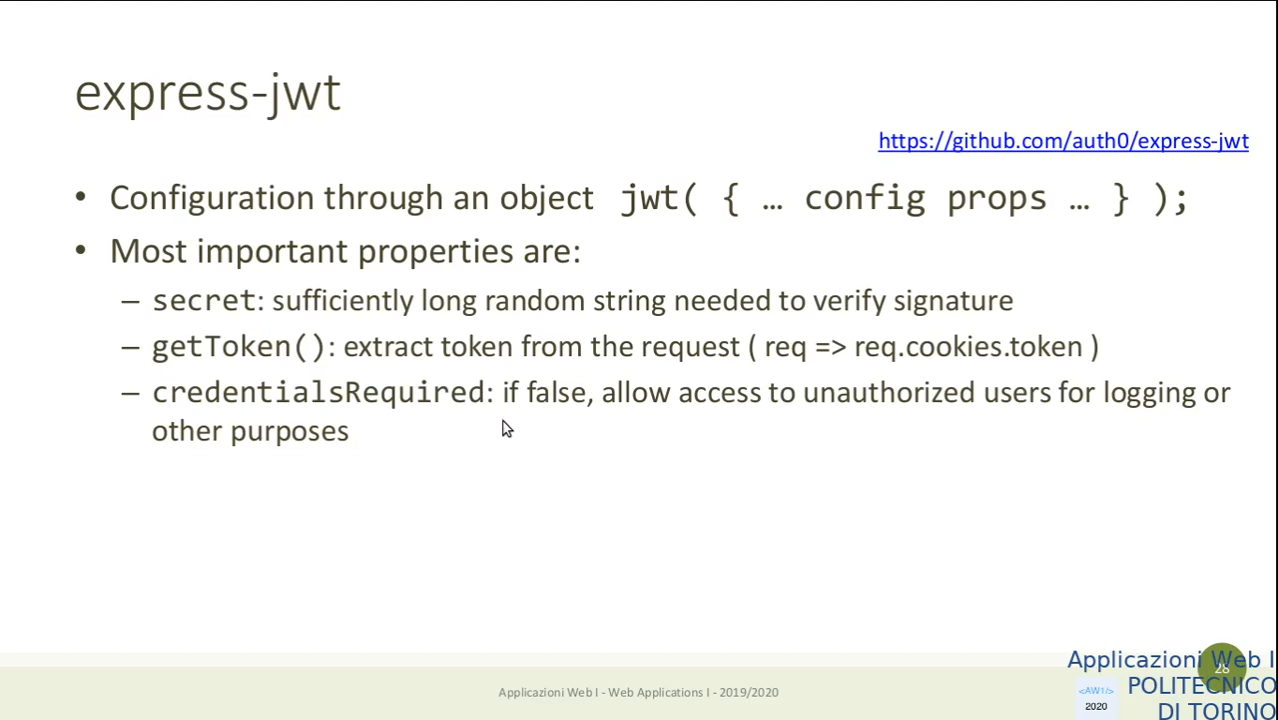 express-jwt
https://github.com/auth0/express-jwt
• Configuration through an object jwt( { … config props … } );
• Most important properties are:
– secret: sufficiently long random string needed to verify signature
– getToken(): extract token from the request ( req => req.cookies.token )
– credentialsRequired: if false, allow access to unauthorized users for logging or
other purposes
Applicazioni Web I - Web Applications I - 2019/2020
28
<AW1/>
2020
Applicazioni Web I
POLITECNICO
DI TORINO